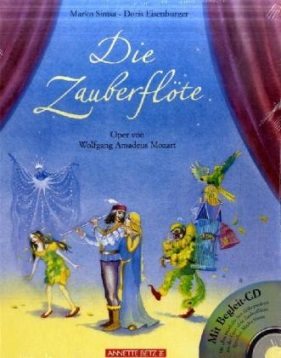 Marko Simsa · Doris Eisenburger
Die
Zauberflöte
Oper von
Wolfgang Amadeus Mozart
Mit Begleit-CD
ANNETTE BETZ